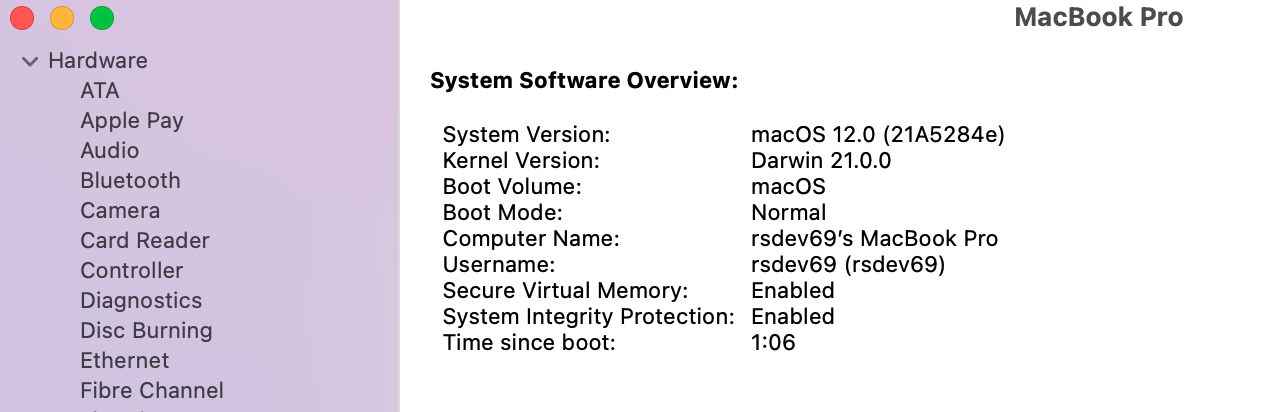 MacBook Pro
Hardware
ATA
Apple Pay
Audio
Bluetooth
Camera
Card Reader
Controller
Diagnostics
Disc Burning
Ethernet
Fibre Channel
System Software Overview:
System Version: macOS 12.0 (21A5284e)
Kernel Version: Darwin 21.0.0
Boot Volume: macOS
Boot Mode: Normal
Computer Name: rsdev69’s MacBook Pro
Username: rsdev69 (rsdev69)
Secure Virtual Memory: Enabled
System Integrity Protection: Enabled
Time since boot: 1:06